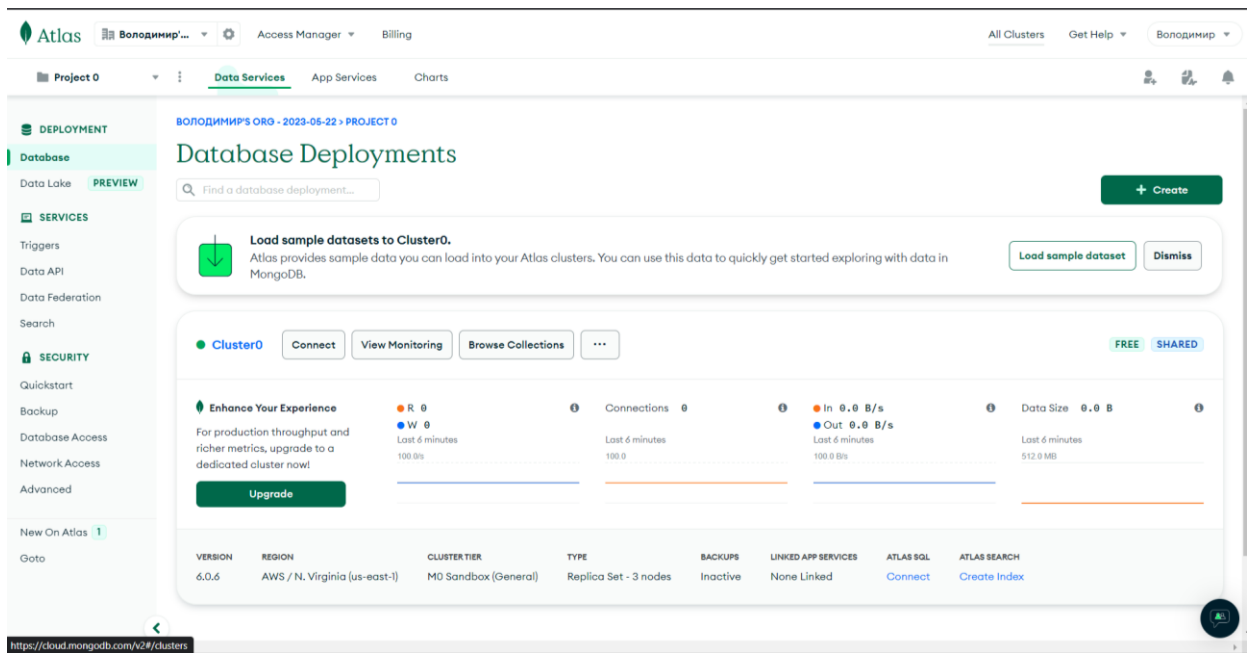 Atlas
Володимир'...
Access Manager
Billing
All Clusters
Get Help
Володимир
Project 0
Data Services
App Services
Charts
DEPLOYMENT
Database
Data Lake
PREVIEW
SERVICES
Triggers
Data API
Data Federation
Search
SECURITY
Quickstart
Backup
Database Access
Network Access
Advanced
New On Atlas 1
Goto
ВОЛОДИМИР'S ORG - 2023-05-22 > PROJECT 0
Database Deployments
Find a database deployment...
+ Create
Load sample datasets to Cluster0.
Atlas provides sample data you can load into your Atlas clusters. You can use this data to quickly get started exploring with data in
MongoDB.
Load sample dataset
Dismiss
Cluster0
Connect
View Monitoring
Browse Collections
...
FREE
SHARED
Enhance Your Experience
For production throughput and
richer metrics, upgrade to a
dedicated cluster now!
Upgrade
R 0
W 0
Last 6 minutes
100.0/s
Connections 0
Last 6 minutes
100.0
In 0.0 B/s
Out 0.0 B/s
Last 6 minutes
100.0 B/s
Data Size 0.0 B
Last 6 minutes
512.0 MB
VERSION
6.0.6
REGION
AWS / N. Virginia (us-east-1)
CLUSTER TIER
M0 Sandbox (General)
TYPE
Replica Set - 3 nodes
BACKUPS
Inactive
LINKED APP SERVICES
None Linked
ATLAS SQL
Connect
ATLAS SEARCH
Create Index
https://cloud.mongodb.com/v2#/clusters